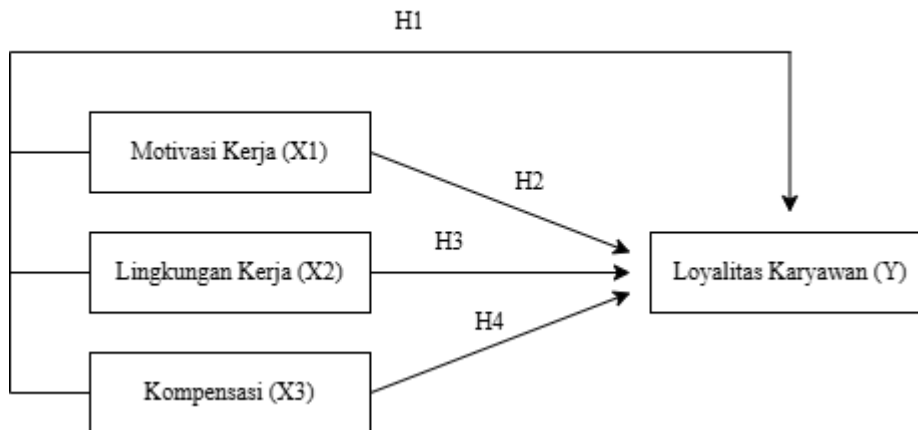 H1
Motivasi Kerja (X1)
H2
Lingkungan Kerja (X2)
H3
Loyalitas Karyawan (Y)
H4
Kompensasi (X3)